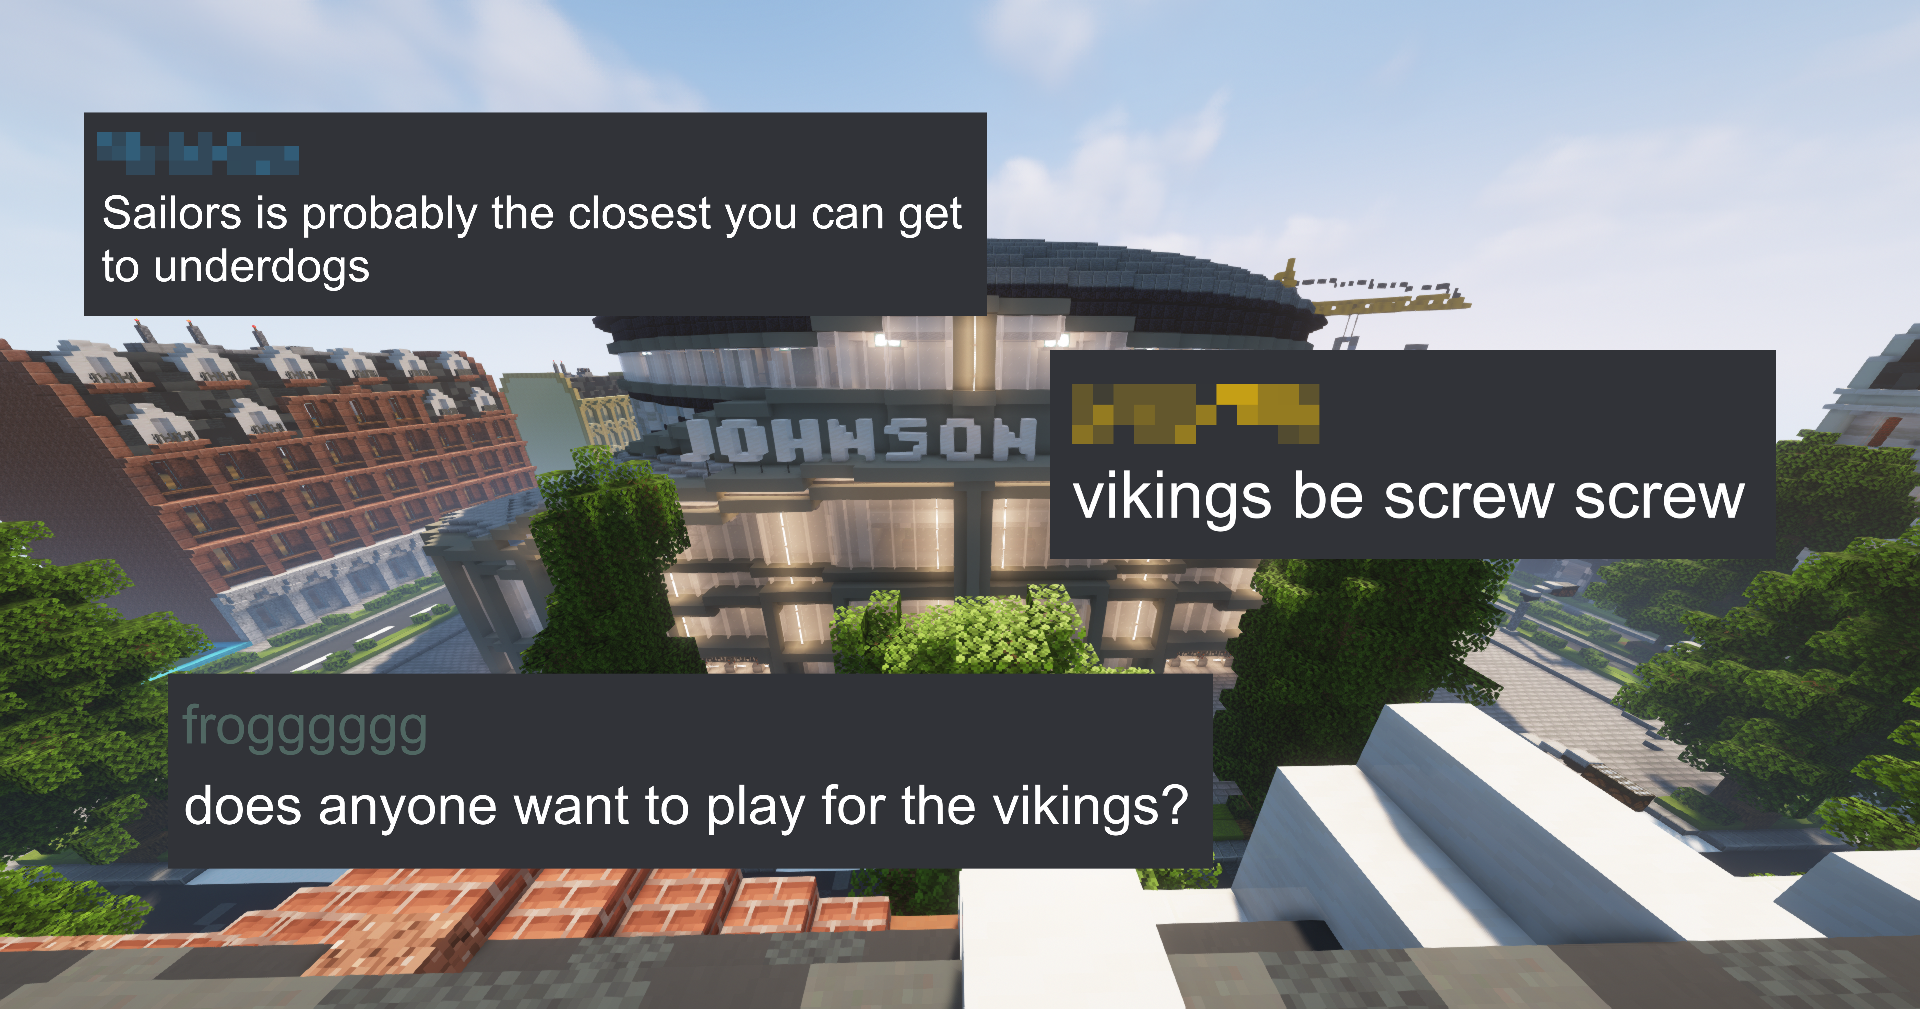 Sailors is probably the closest you can get
to underdogs
JOHNSON
vikings be screw screw
froggggggg
does anyone want to play for the vikings?